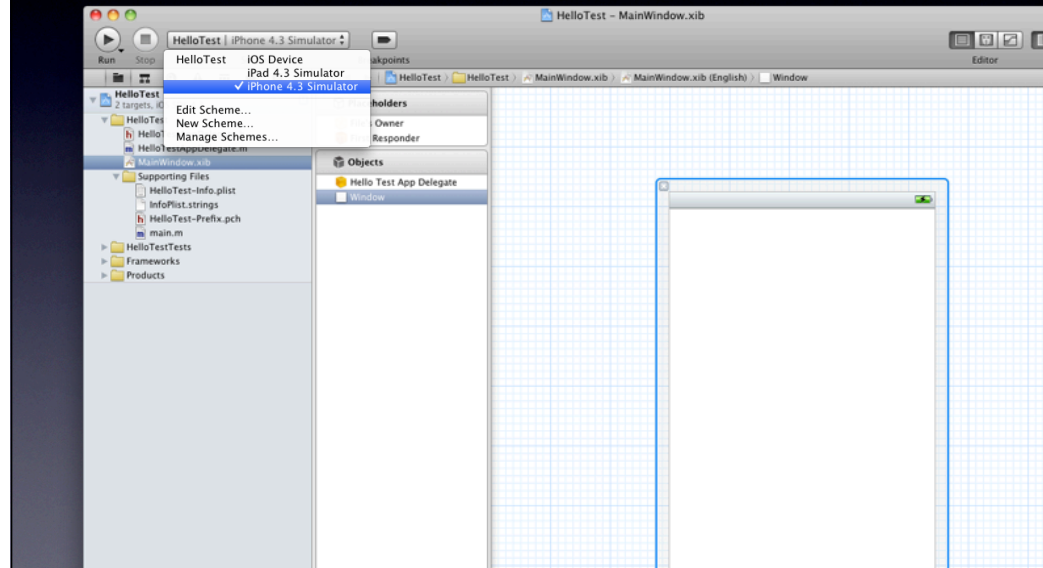 HelloTest – MainWindow.xib
HelloTest | iPhone 4.3 Simulator
Run Stop akpoints Editor
HelloTest iOS Device
iPad 4.3 Simulator
✓ iPhone 4.3 Simulator
Edit Scheme...
New Scheme...
Manage Schemes...
HelloTest HelloTest MainWindow.xib MainWindow.xib (English) Window
HelloTest
2 targets, iO
HelloTes
HelloT
HelloTestAppDelegate.m
MainWindow.xib
Supporting Files
HelloTest-Info.plist
InfoPlist.strings
HelloTest-Prefix.pch
main.m
HelloTestTests
Frameworks
Products
holders
Owner
Responder
Objects
Hello Test App Delegate
Window